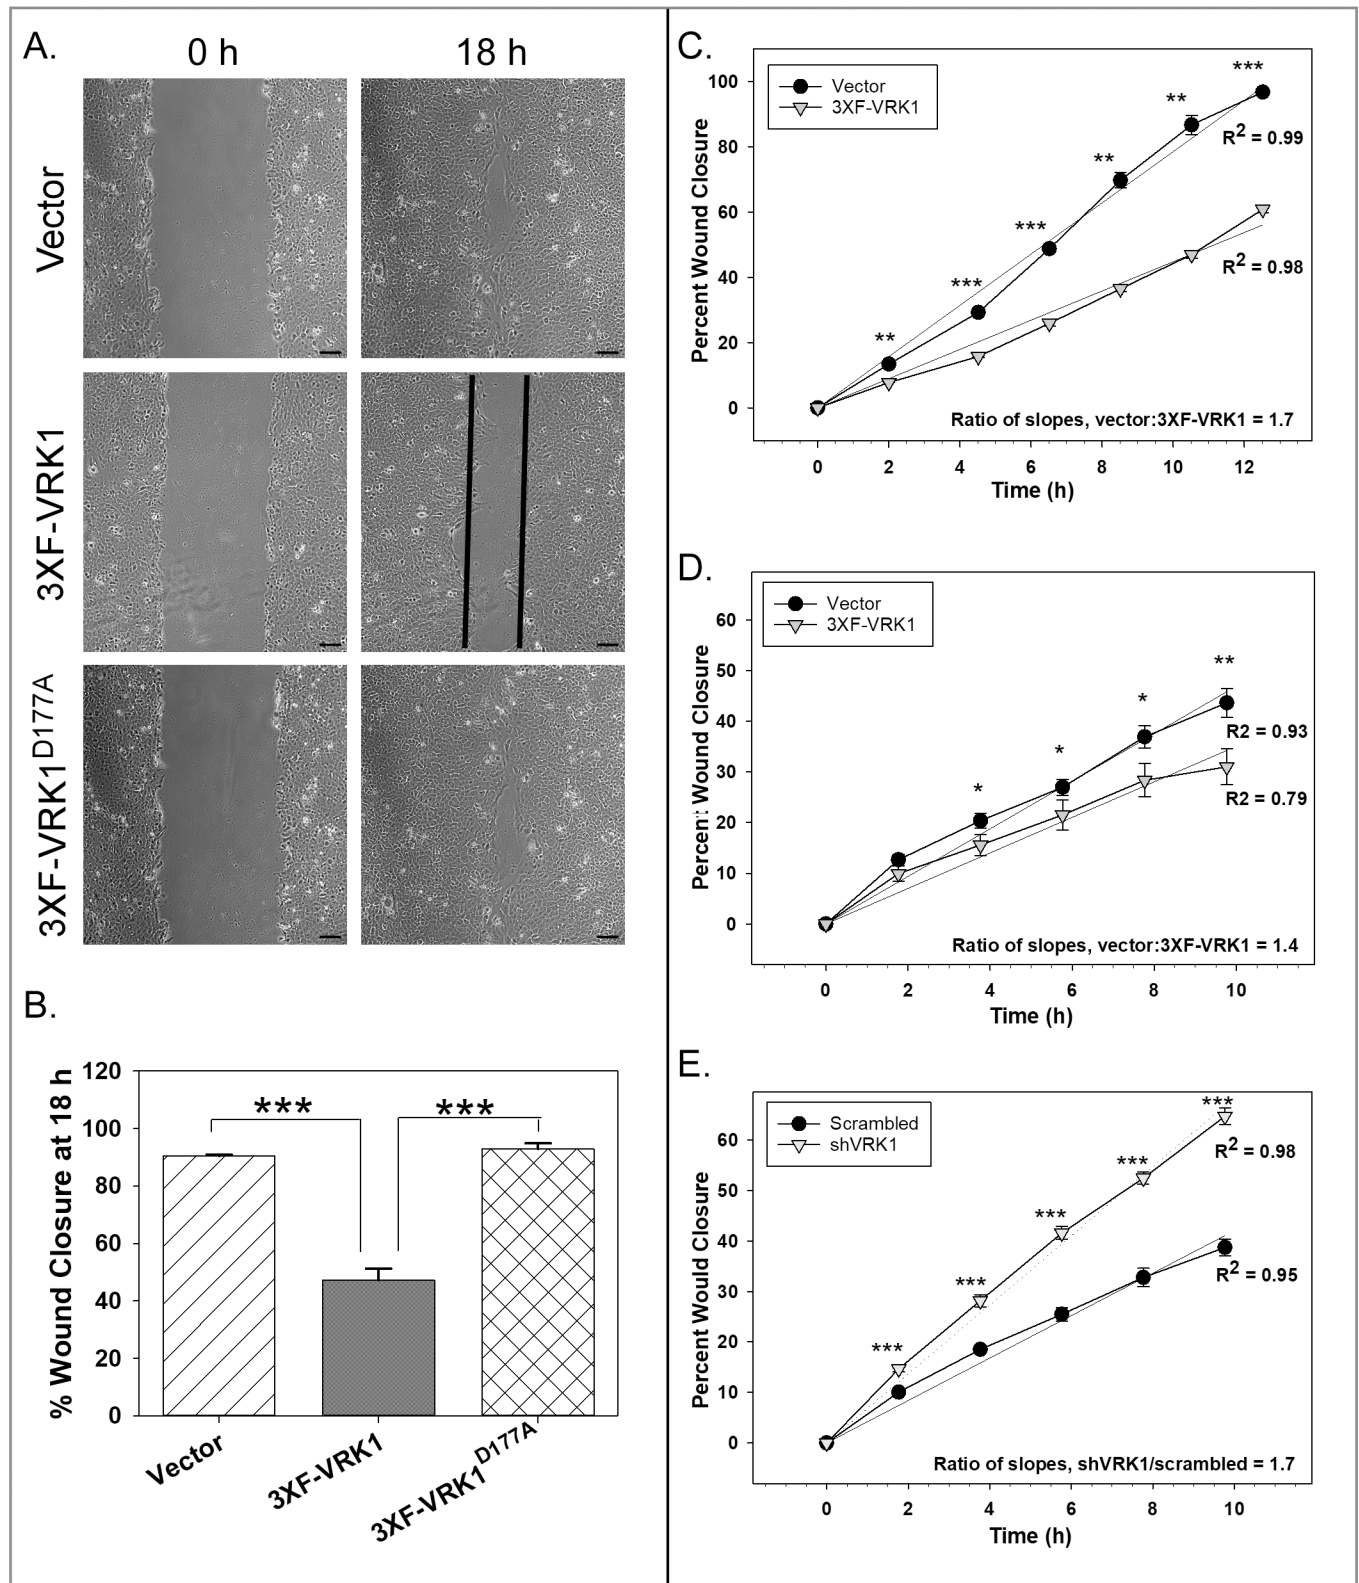 A.
0 h
18 h
Vector
3XF-VRK1
3XF-VRK1D177A
B.
% Wound Closure at 18 h
120
100
80
60
40
20
0
***
***
Vector
3XF-VRK1
3XF-VRK1D177A
C.
Percent Wound Closure
100
80
60
40
20
0
Vector
3XF-VRK1
**
***
***
**
**
***
R2 = 0.99
R2 = 0.98
Ratio of slopes, vector:3XF-VRK1 = 1.7
0 2 4 6 8 10 12
Time (h)
D.
Percent Wound Closure
60
50
40
30
20
10
0
Vector
3XF-VRK1
*
*
*
**
R2 = 0.93
R2 = 0.79
Ratio of slopes, vector:3XF-VRK1 = 1.4
0 2 4 6 8 10
Time (h)
E.
Percent Would Closure
60
50
40
30
20
10
0
Scrambled
shVRK1
***
***
***
***
***
R2 = 0.98
R2 = 0.95
Ratio of slopes, shVRK1/scrambled = 1.7
0 2 4 6 8 10
Time (h)